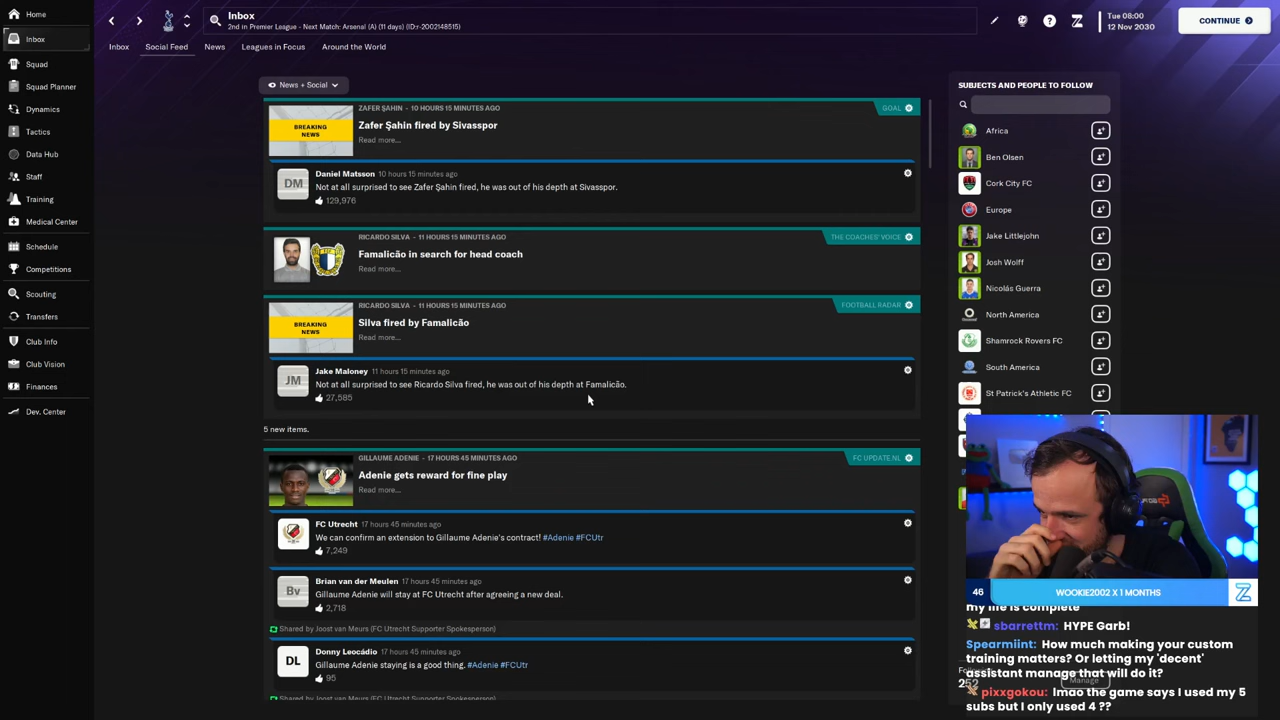 Home
Inbox
Squad
Squad Planner
Dynamics
Tactics
Data Hub
Staff
Training
Medical Center
Schedule
Competitions
Scouting
Transfers
Club Info
Club Vision
Finances
Dev. Center
Inbox
2nd in Premier League - Next Match: Arsenal (A) (11 days) (ID:r-2002148515)
Tue 08:00
12 Nov 2030
CONTINUE
Inbox Social Feed News Leagues in Focus Around the World
News + Social
ZAFER ŞAHIN - 10 HOURS 15 MINUTES AGO
GOAL
BREAKING NEWS
Zafer Şahin fired by Sivasspor
Read more...
DM
Daniel Matsson 10 hours 15 minutes ago
Not at all surprised to see Zafer Şahin fired, he was out of his depth at Sivasspor.
129,976
RICARDO SILVA - 11 HOURS 15 MINUTES AGO
THE COACHES' VOICE
Famalicão in search for head coach
Read more...
RICARDO SILVA - 11 HOURS 15 MINUTES AGO
FOOTBALL RADAR
BREAKING NEWS
Silva fired by Famalicão
Read more...
JM
Jake Maloney 11 hours 15 minutes ago
Not at all surprised to see Ricardo Silva fired, he was out of his depth at Famalicão.
27,585
5 new items.
GILLAUME ADENIE - 17 HOURS 45 MINUTES AGO
FC UPDATE.NL
Adenie gets reward for fine play
Read more...
FC Utrecht 17 hours 45 minutes ago
We can confirm an extension to Gillaume Adenie's contract! #Adenie #FCUtr
7,249
Bv
Brian van der Meulen 17 hours 45 minutes ago
Gillaume Adenie will stay at FC Utrecht after agreeing a new deal.
2,718
Shared by Joost van Meurs (FC Utrecht Supporter Spokesperson)
DL
Donny Leocádio 17 hours 45 minutes ago
Gillaume Adenie staying is a good thing. #Adenie #FCUtr
95
Shared by Joost van Meurs (FC Utrecht Supporter Spokesperson)
SUBJECTS AND PEOPLE TO FOLLOW
Africa
Ben Olsen
Cork City FC
Europe
Jake Littlejohn
Josh Wolff
Nicolás Guerra
North America
Shamrock Rovers FC
South America
St Patrick's Athletic FC
46
WOOKIE2002 X 1 MONTHS
my life is complete
sbarrettm: HYPE Garb!
Spearmiint: How much making your custom
training matters? Or letting my 'decent'
assistant manage that will do it?
252
Manage
pixxgokou: lmao the game says I used my 5
subs but I only used 4 ??